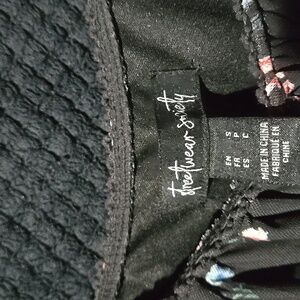 streetwear society
EN S
FR P
ES C
MADE IN CHINA
FABRIQUÉ EN
CHINE